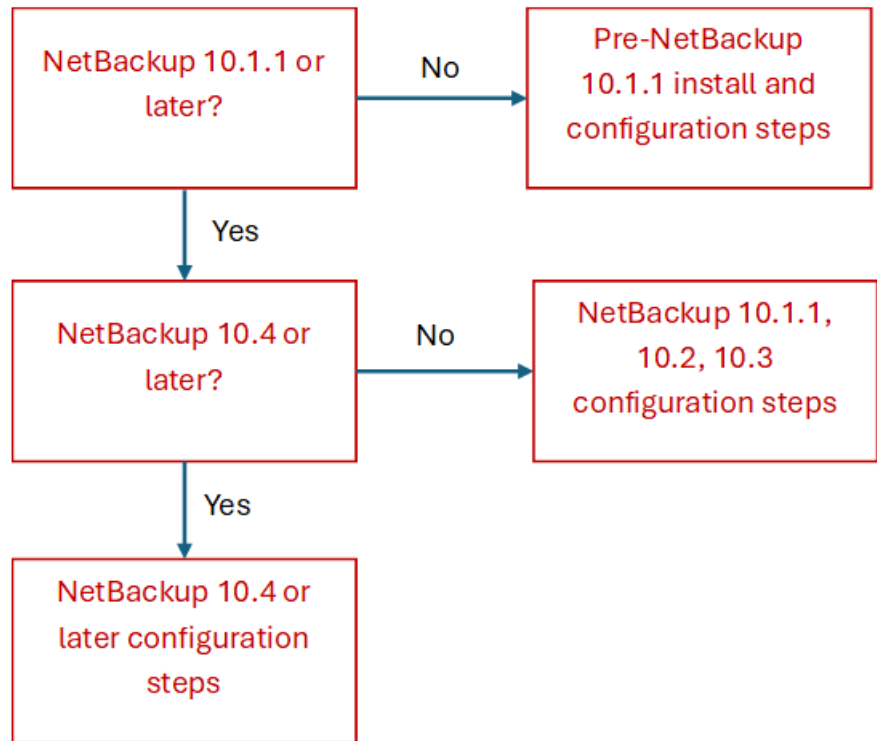 NetBackup 10.1.1 or
later?
No
Pre-NetBackup
10.1.1 install and
configuration steps
Yes
NetBackup 10.4 or
later?
No
NetBackup 10.1.1,
10.2, 10.3
configuration steps
Yes
NetBackup 10.4 or
later configuration
steps